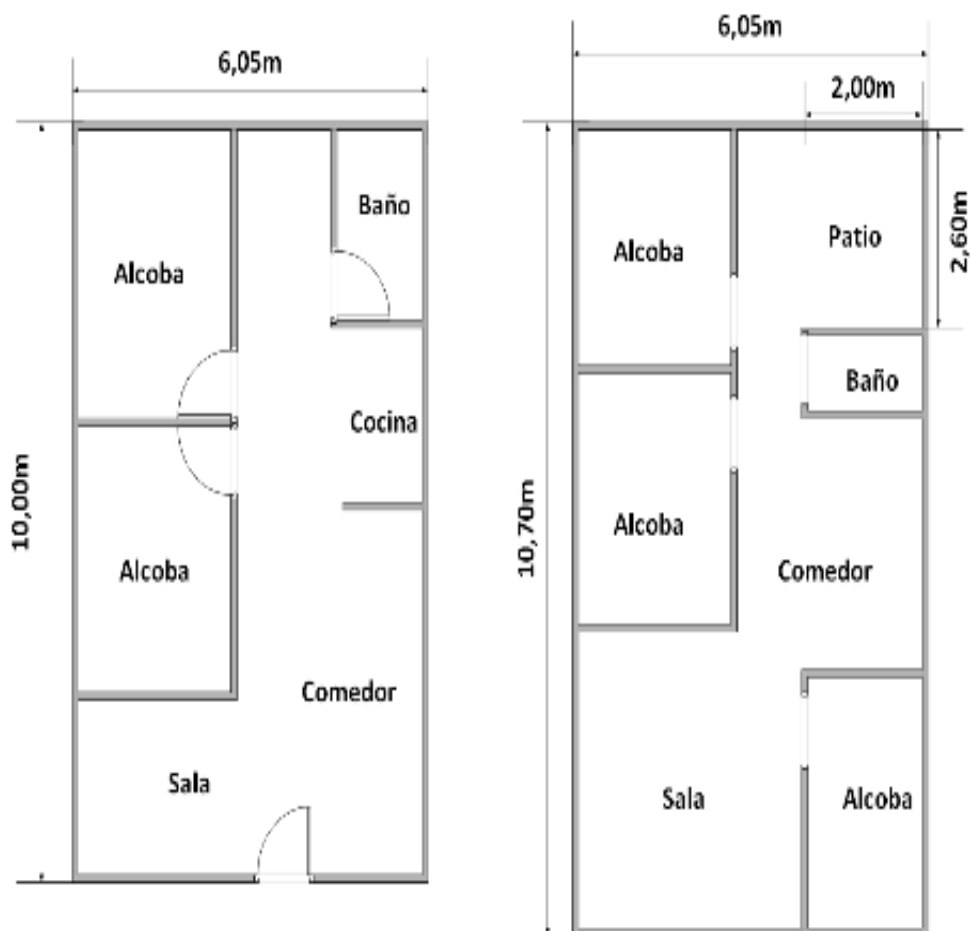 6,05m
Baño
Alcoba
Cocina
10,00m
Alcoba
Comedor
Sala
6,05m
2,00m
Patio
2,60m
Alcoba
Baño
10,70m
Alcoba
Comedor
Sala
Alcoba